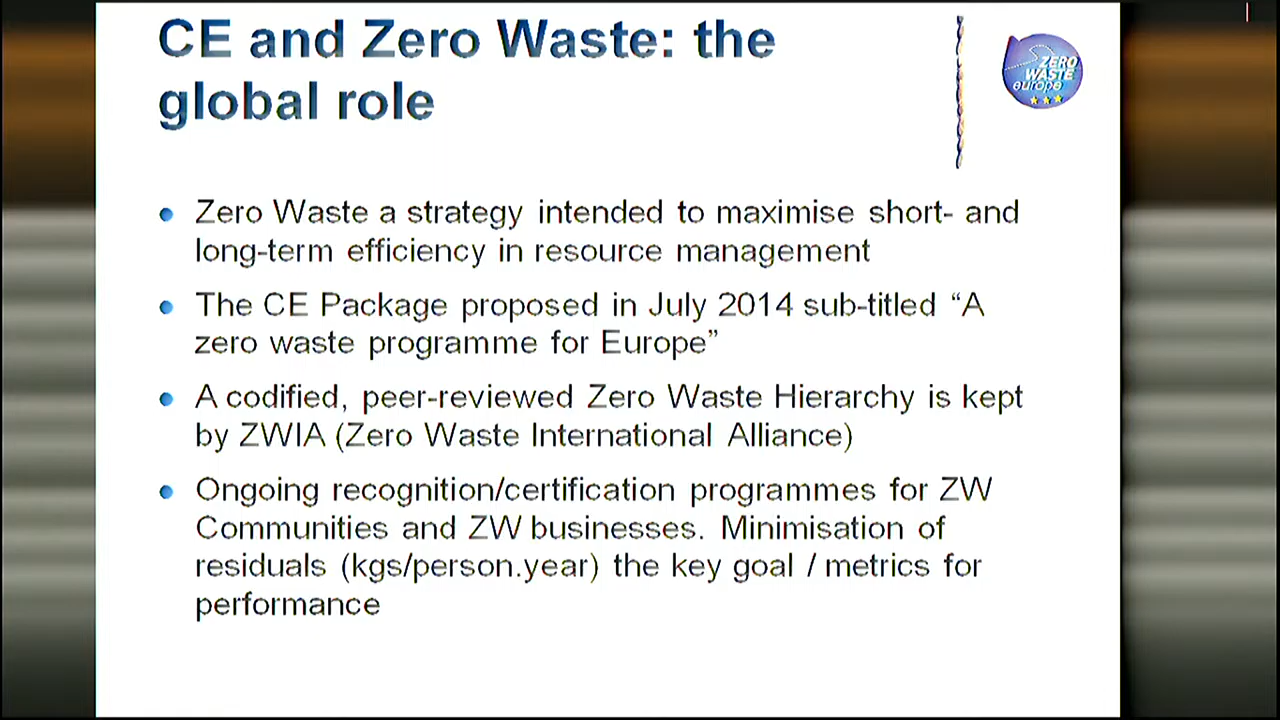 CE and Zero Waste: the
global role
ZERO
WASTE
europe
• Zero Waste a strategy intended to maximise short- and
long-term efficiency in resource management
• The CE Package proposed in July 2014 sub-titled “A
zero waste programme for Europe”
• A codified, peer-reviewed Zero Waste Hierarchy is kept
by ZWIA (Zero Waste International Alliance)
• Ongoing recognition/certification programmes for ZW
Communities and ZW businesses. Minimisation of
residuals (kgs/person.year) the key goal / metrics for
performance